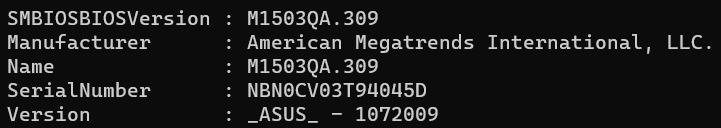 SMBIOSBIOSVersion : M1503QA.309
Manufacturer      : American Megatrends International, LLC.
Name              : M1503QA.309
SerialNumber      : NBN0CV03T94045D
Version           : _ASUS_ - 1072009